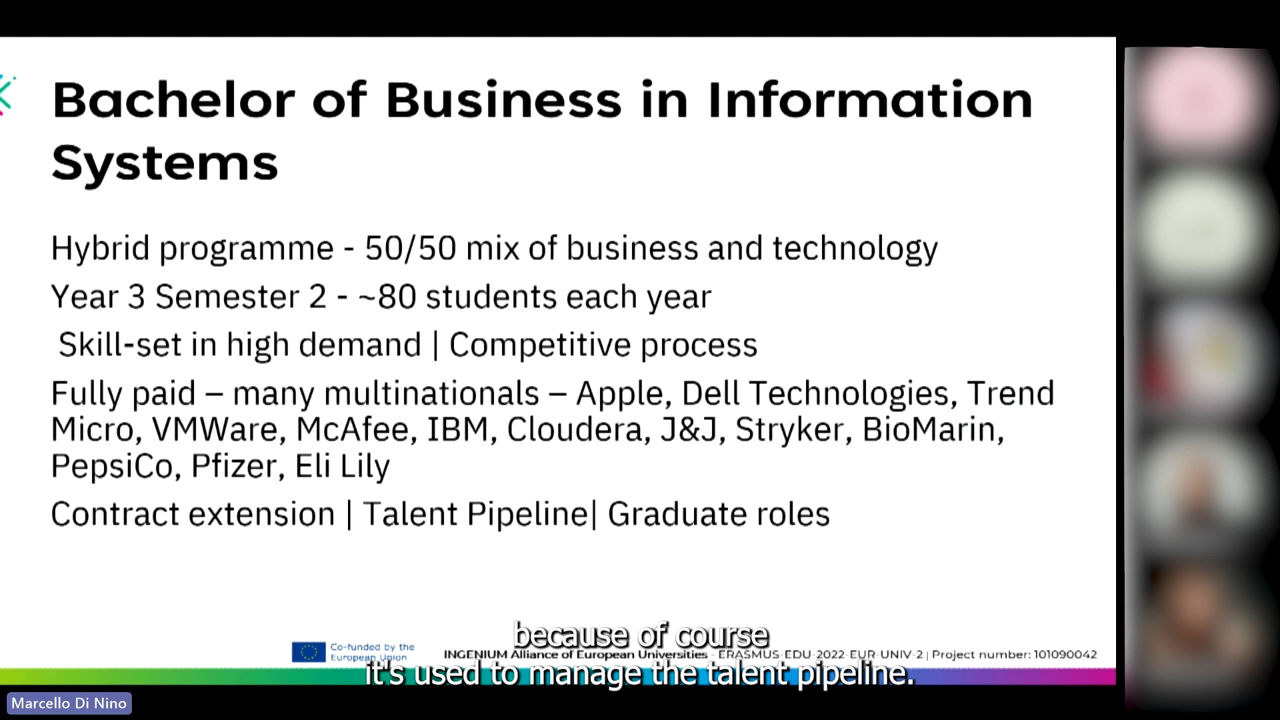 Bachelor of Business in Information
Systems
Hybrid programme - 50/50 mix of business and technology
Year 3 Semester 2 - ~80 students each year
Skill-set in high demand | Competitive process
Fully paid – many multinationals – Apple, Dell Technologies, Trend
Micro, VMWare, McAfee, IBM, Cloudera, J&J, Stryker, BioMarin,
PepsiCo, Pfizer, Eli Lily
Contract extension | Talent Pipeline| Graduate roles
because of course
Co-funded by the
European Union
INGENIUM Alliance of European Universities - ERASMUS-EDU-2022-EUR-UNIV-2 | Project number: 101090042
it's used to manage the talent pipeline.
Marcello Di Nino